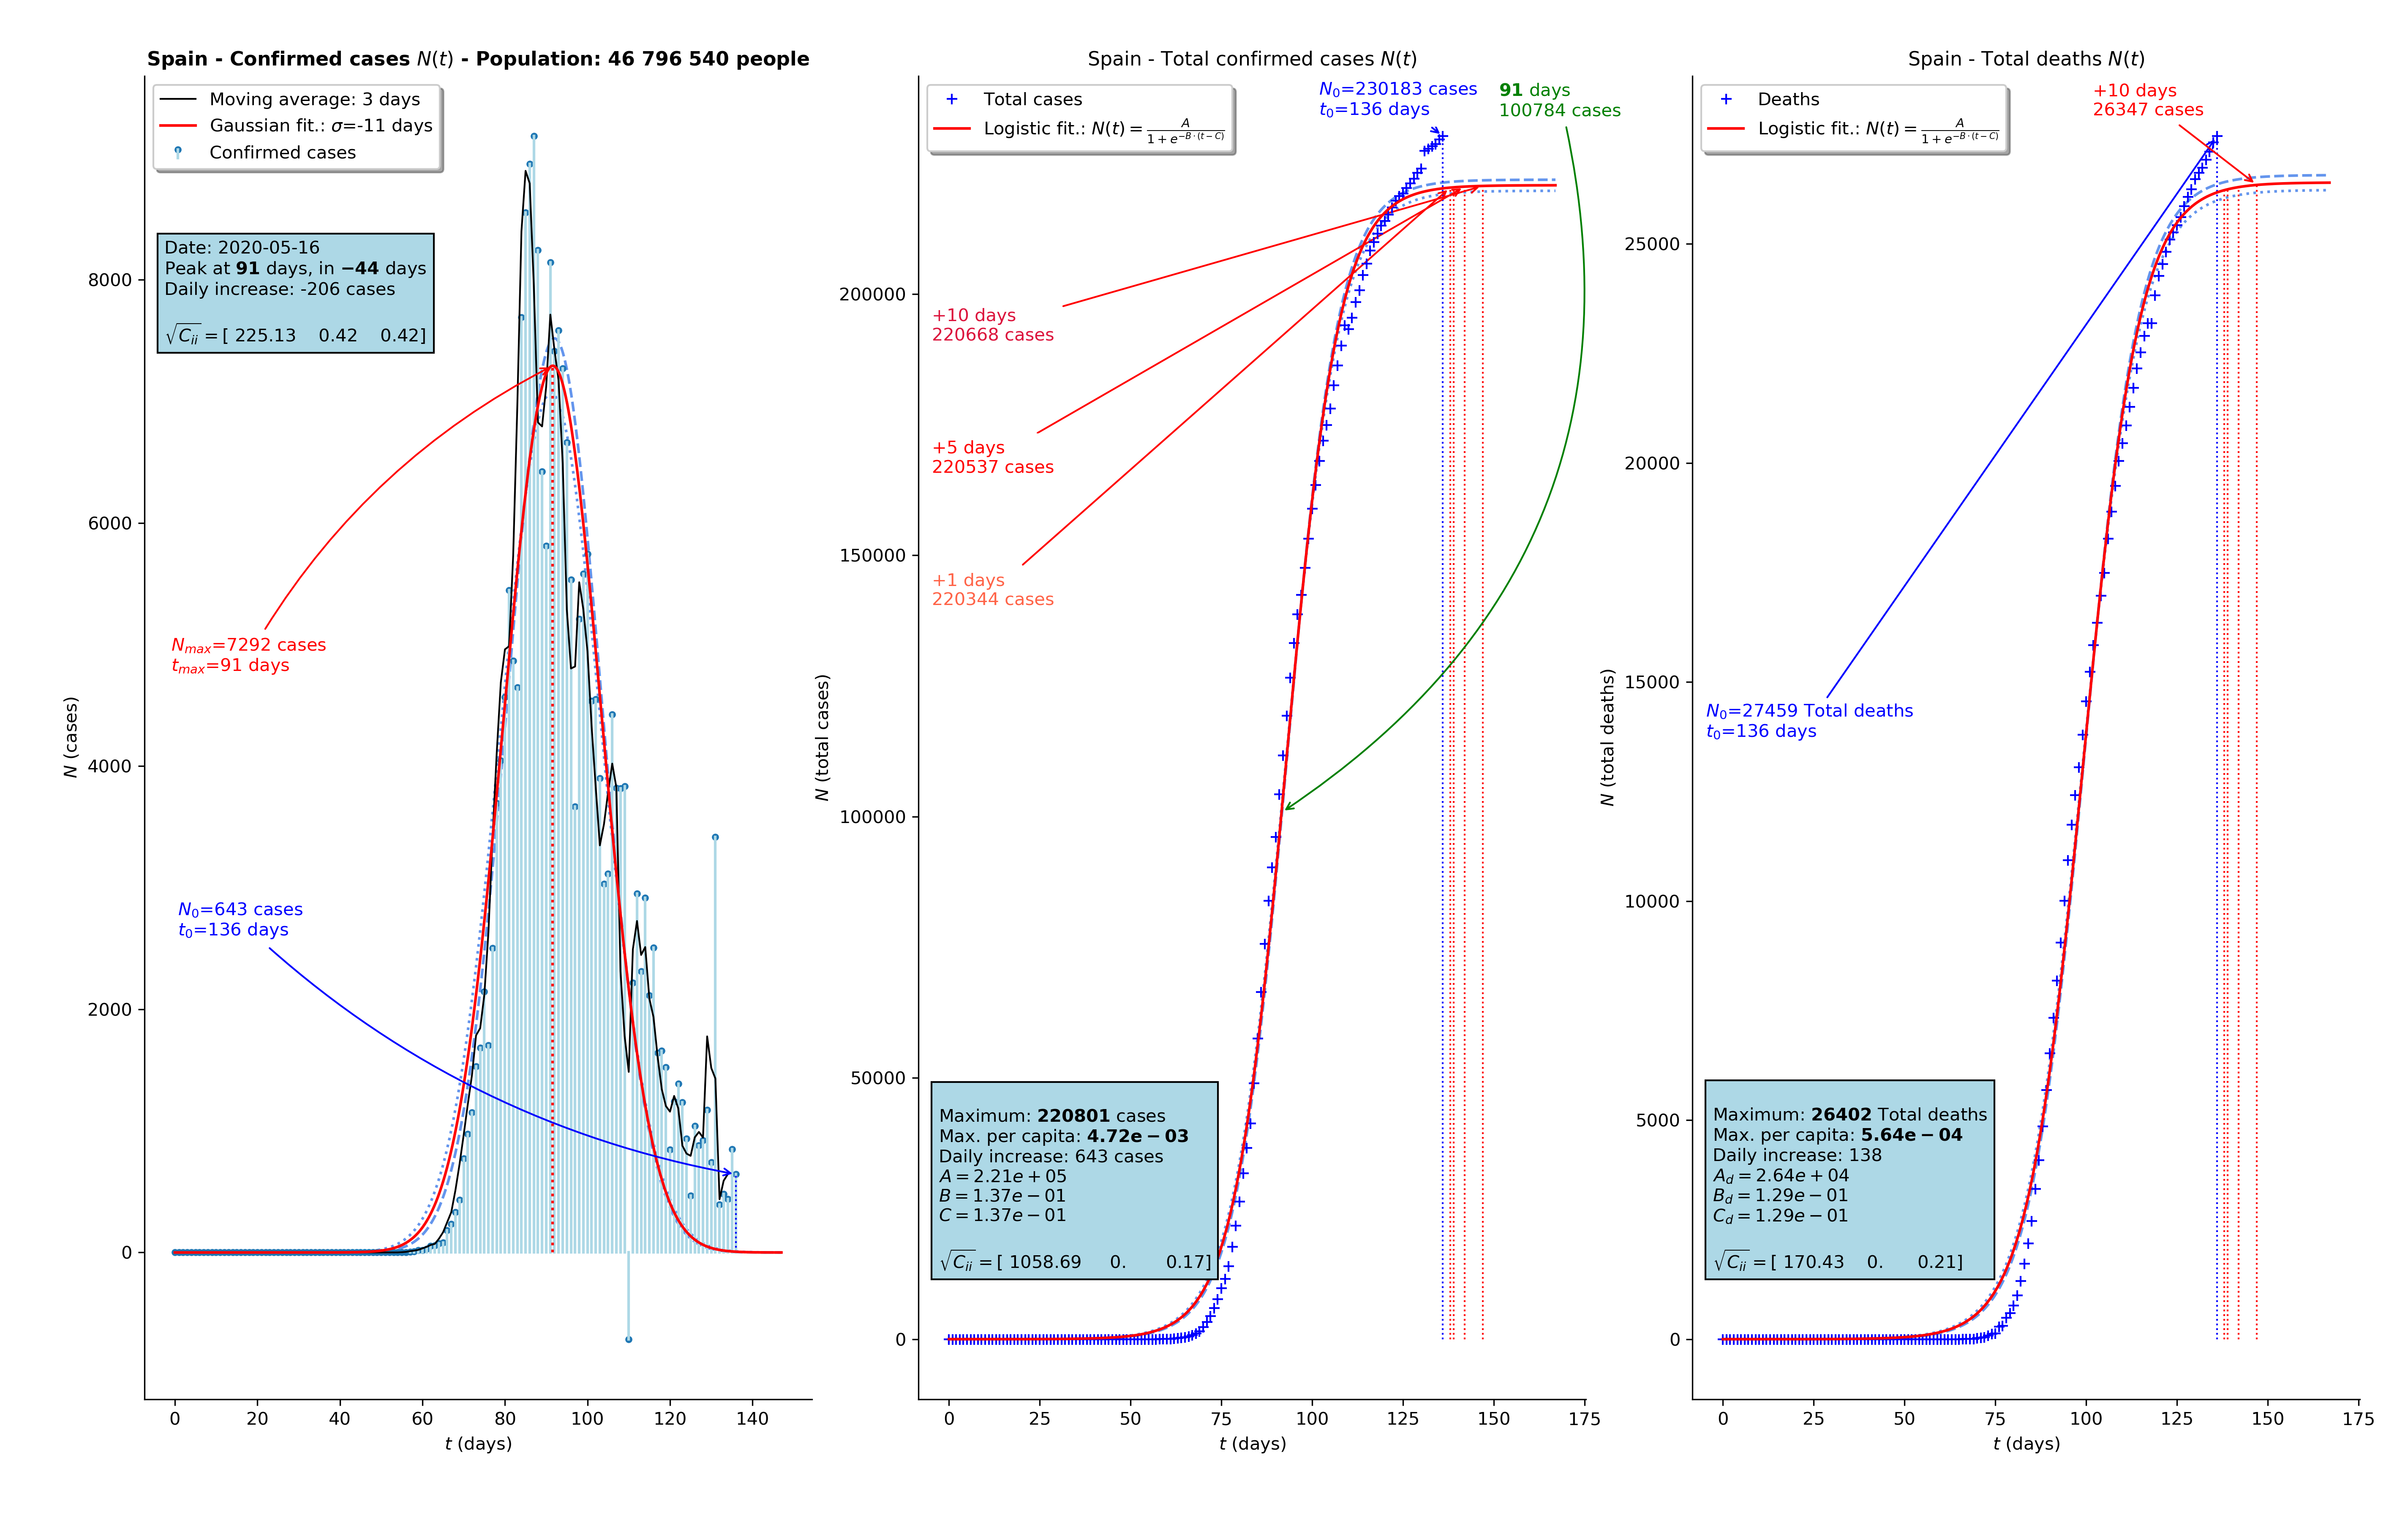 Spain - Confirmed cases N(t) - Population: 46 796 540 people
Moving average: 3 days
Gaussian fit.: σ=-11 days
Confirmed cases
Date: 2020-05-16
Peak at 91 days, in −44 days
Daily increase: -206 cases
√C_ii = [ 225.13 0.42 0.42]
N_max=7292 cases
t_max=91 days
N_0=643 cases
t_0=136 days
N (cases)
8000
6000
4000
2000
0
0 20 40 60 80 100 120 140
t (days)
Spain - Total confirmed cases N(t)
Total cases
Logistic fit.: N(t) = A / (1 + e^{−B·(t−C)})
N_0=230183 cases
t_0=136 days
91 days
100784 cases
+10 days
220668 cases
+5 days
220537 cases
+1 days
220344 cases
N (total cases)
200000
150000
100000
50000
0
Maximum: 220801 cases
Max. per capita: 4.72e − 03
Daily increase: 643 cases
A = 2.21e + 05
B = 1.37e − 01
C = 1.37e − 01
√C_ii = [ 1058.69 0. 0.17]
0 25 50 75 100 125 150 175
t (days)
Spain - Total deaths N(t)
Deaths
Logistic fit.: N(t) = A / (1 + e^{−B·(t−C)})
+10 days
26347 cases
N_0=27459 Total deaths
t_0=136 days
N (total deaths)
25000
20000
15000
10000
5000
0
Maximum: 26402 Total deaths
Max. per capita: 5.64e − 04
Daily increase: 138
A_d = 2.64e + 04
B_d = 1.29e − 01
C_d = 1.29e − 01
√C_ii = [ 170.43 0. 0.21]
0 25 50 75 100 125 150 175
t (days)